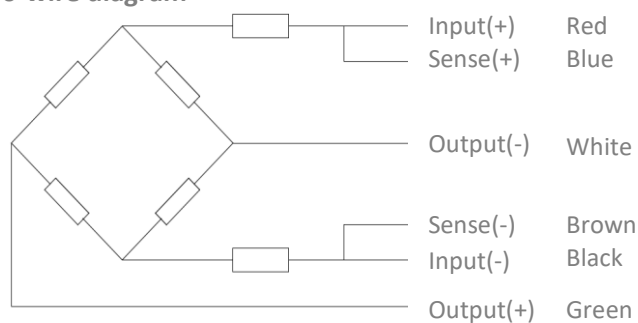 wire diagram
Input(+) Red
Sense(+) Blue
Output(-) White
Sense(-) Brown
Input(-) Black
Output(+) Green